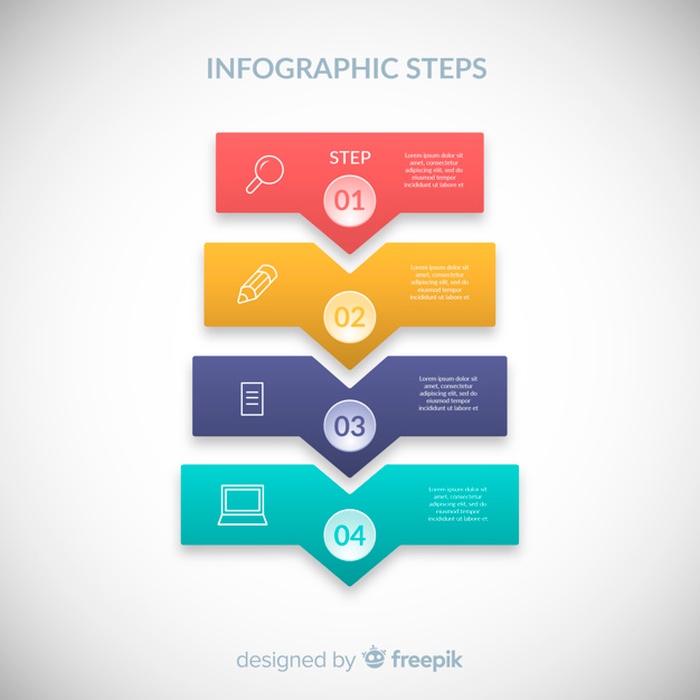 INFOGRAPHIC STEPS
STEP
01
Lorem ipsum dolor sit
amet, consectetur
adipiscing elit, sed do
eiusmod tempor
incididunt ut labore et
02
Lorem ipsum dolor sit
amet, consectetur
adipiscing elit, sed do
eiusmod tempor
incididunt ut labore et
03
Lorem ipsum dolor sit
amet, consectetur
adipiscing elit, sed do
eiusmod tempor
incididunt ut labore et
04
Lorem ipsum dolor sit
amet, consectetur
adipiscing elit, sed do
eiusmod tempor
incididunt ut labore et
designed by freepik